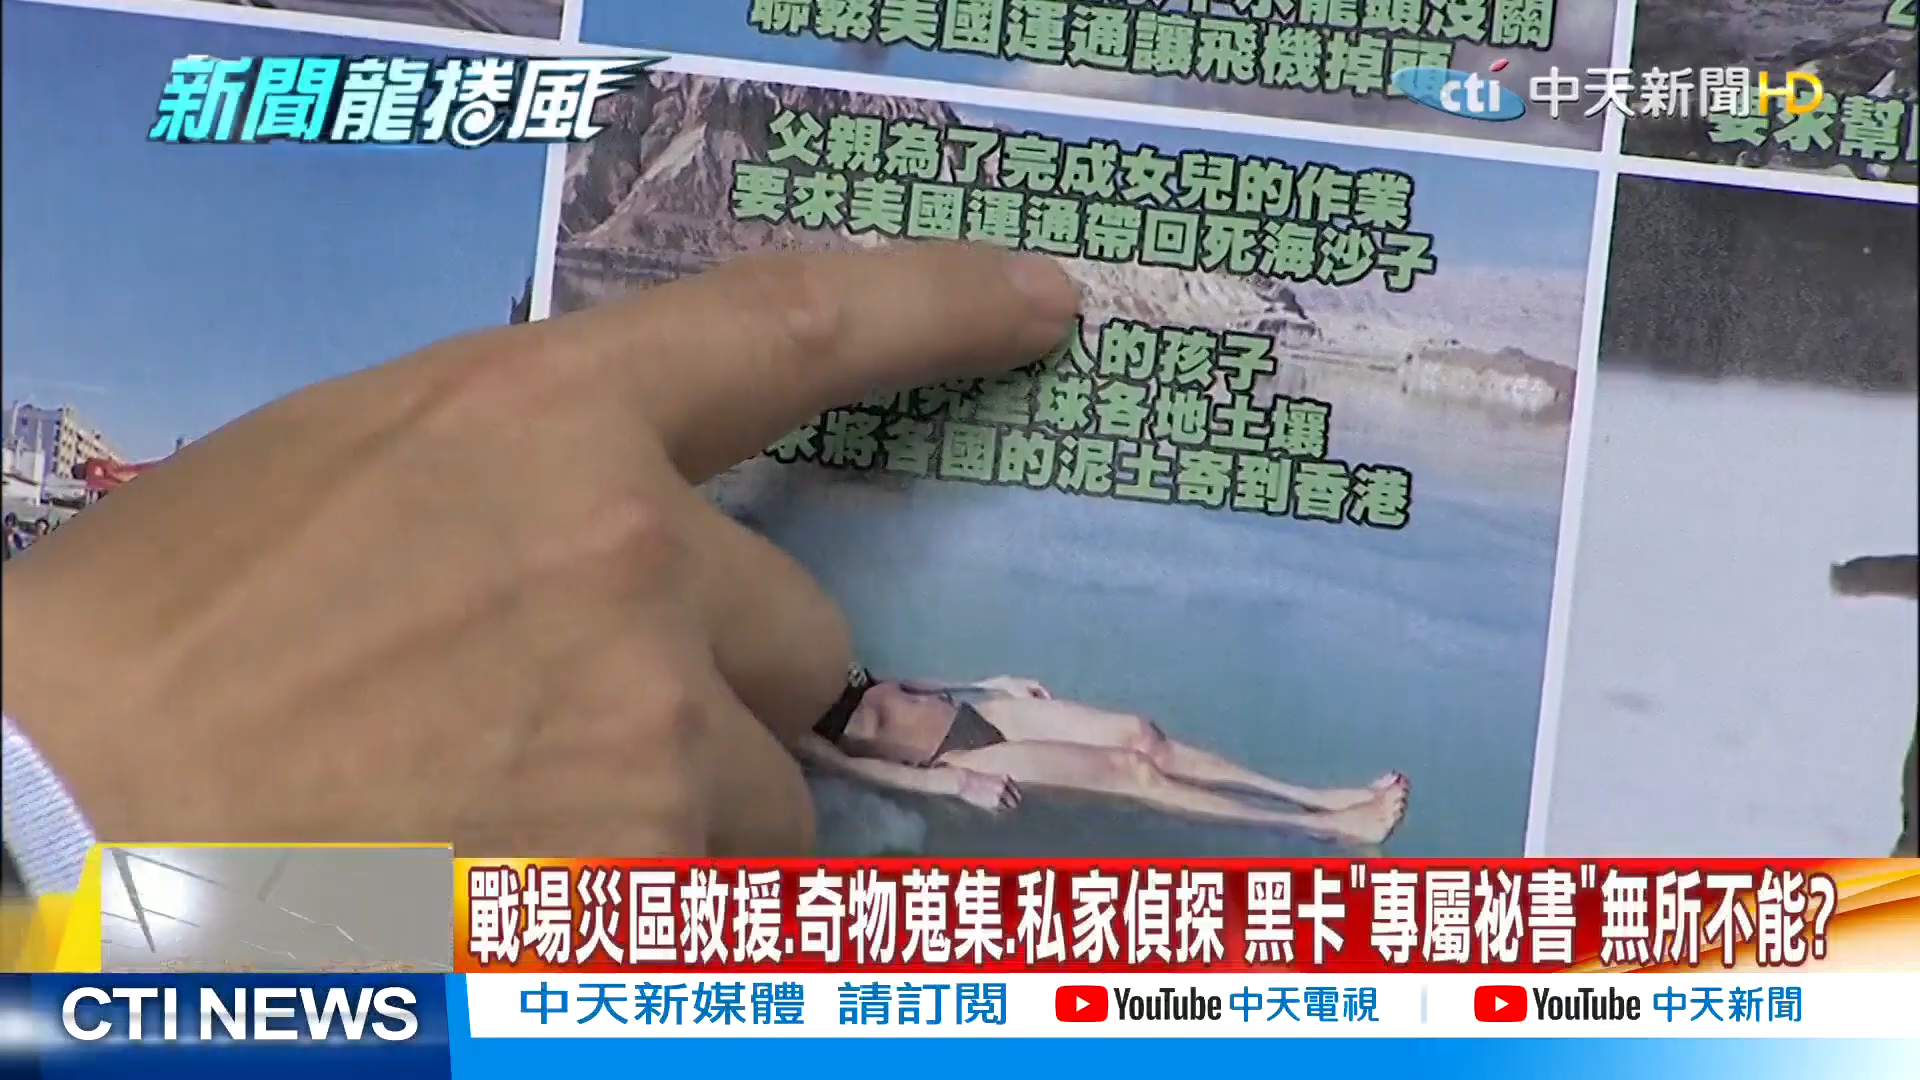 聯繫美國運通讓飛機掉頭
新聞龍捲風
cti 中天新聞HD
要求幫
父親為了完成女兒的作業
要求美國運通帶回死海沙子
人的孩子
球各地土壤
求將各國的泥土寄到香港
戰場災區救援.奇物蒐集.私家偵探 黑卡"專屬祕書"無所不能?
CTI NEWS
中天新媒體 請訂閱 YouTube 中天電視 | YouTube 中天新聞